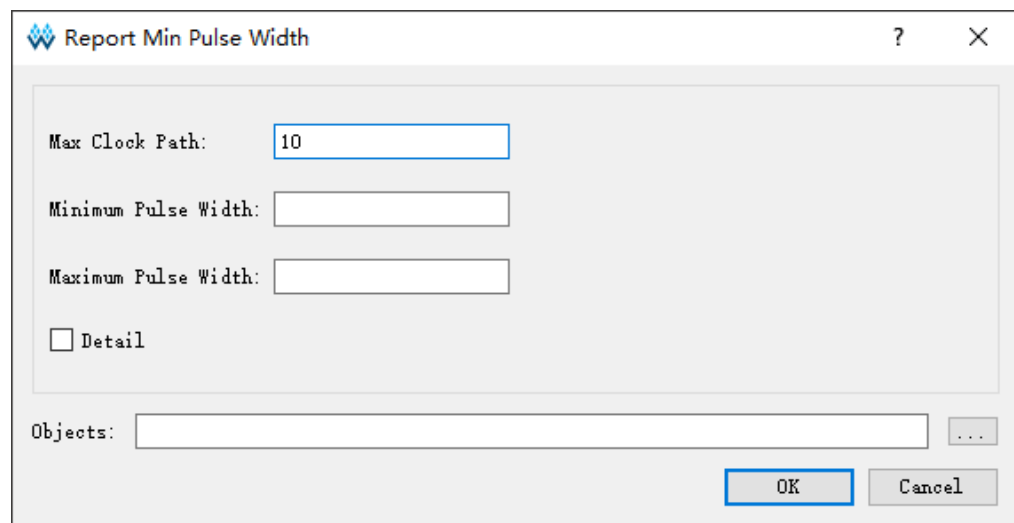 Report Min Pulse Width
Max Clock Path: 10
Minimum Pulse Width:
Maximum Pulse Width:
Detail
Objects: ...
OK Cancel